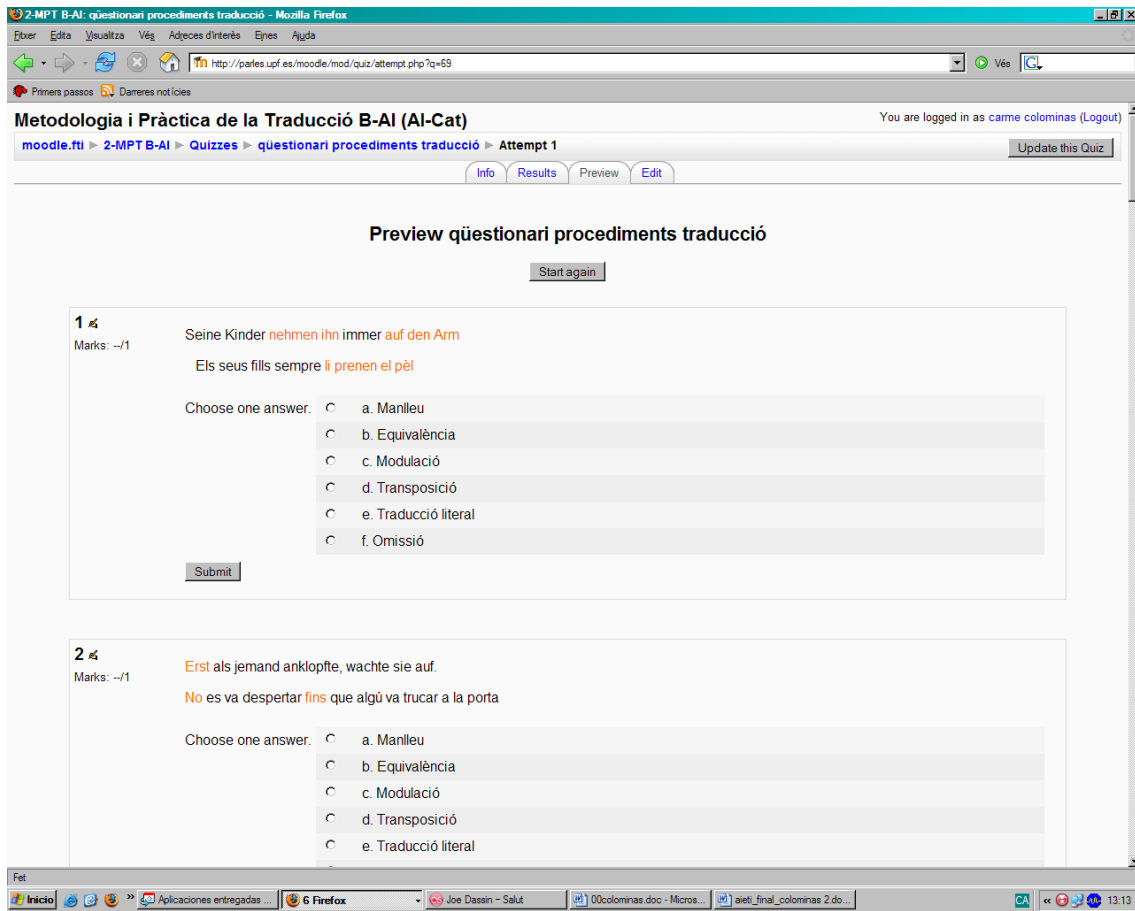 2-MPT B-Al: qüestionari procediments traducció - Mozilla Firefox
Fitxer Edita Visualitza Vés Adreces d'interès Eines Ajuda
http://parles.upf.es/moodle/mod/quiz/attempt.php?q=69 Vés
Primers passos Darreres notícies
Metodologia i Pràctica de la Traducció B-Al (Al-Cat) You are logged in as carme colominas (Logout)
moodle.fti ► 2-MPT B-Al ► Quizzes ► qüestionari procediments traducció ► Attempt 1 Update this Quiz
Info Results Preview Edit
Preview qüestionari procediments traducció
Start again
1
Marks: --/1
Seine Kinder nehmen ihn immer auf den Arm
Els seus fills sempre li prenen el pèl
Choose one answer. a. Manlleu
b. Equivalència
c. Modulació
d. Transposició
e. Traducció literal
f. Omissió
Submit
2
Marks: --/1
Erst als jemand anklopfte, wachte sie auf.
No es va despertar fins que algú va trucar a la porta
Choose one answer. a. Manlleu
b. Equivalència
c. Modulació
d. Transposició
e. Traducció literal
Fet
Inicio » Aplicaciones entregadas ... 6 Firefox Joe Dassin - Salut 00colominas.doc - Micros... aieti_final_colominas 2.do... CA « 13:13